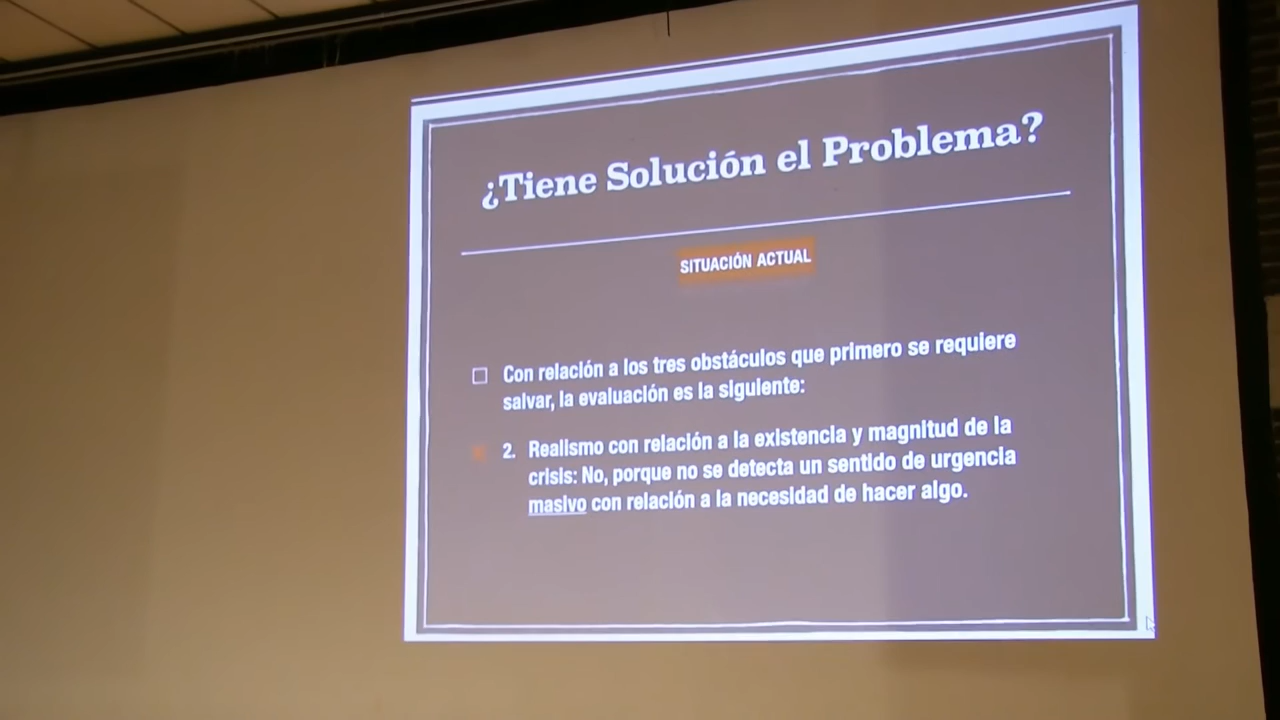 ¿Tiene Solución el Problema?
SITUACIÓN ACTUAL
Con relación a los tres obstáculos que primero se requiere
salvar, la evaluación es la siguiente:
2. Realismo con relación a la existencia y magnitud de la
crisis: No, porque no se detecta un sentido de urgencia
masivo con relación a la necesidad de hacer algo.